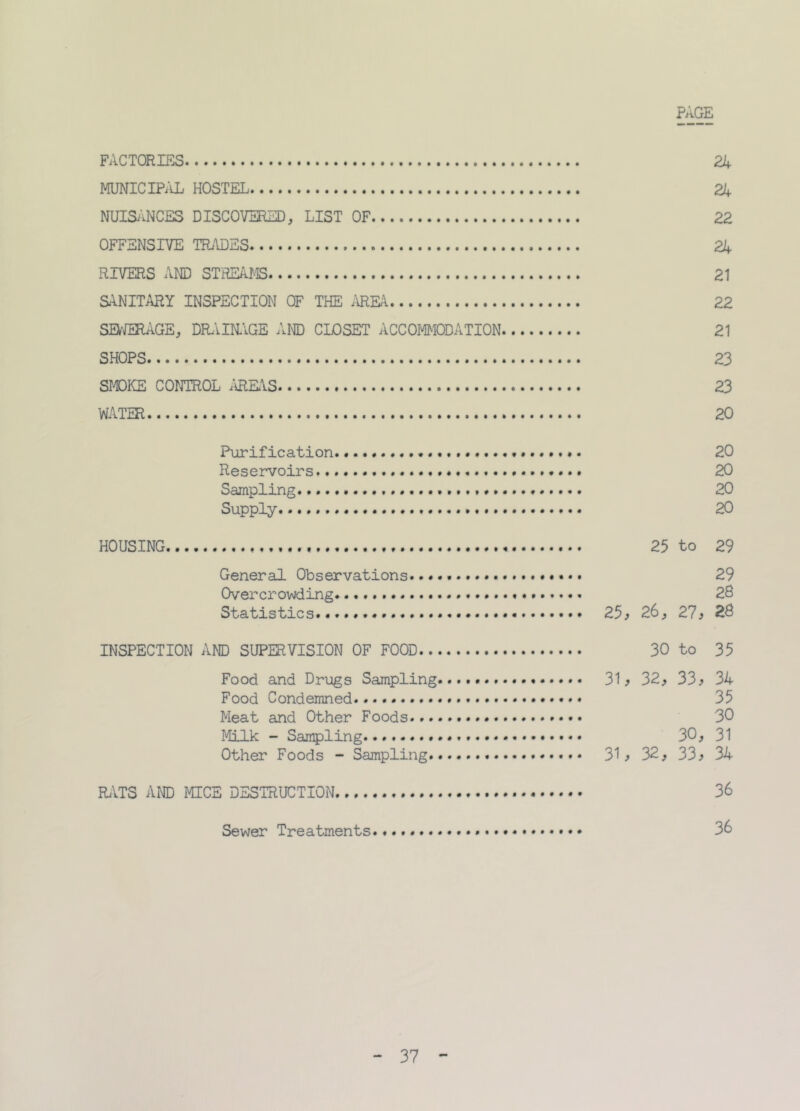 PAGE
FACTORIES........................................... 24
MUNICIPAL HOSTEL.................................... 24
NUISANCES DISCOVERED, LIST OF....................... 22
OFFENSIVE TRADES.................................... 24
RIVERS AND STREAMS.................................. 21
SANITARY INSPECTION OF THE AREA..................... 22
SEWERAGE, DRAINAGE AND CLOSET ACCOMMODATION......... 21
SHOPS............................................... 23
SMOKE CONTROL AREAS................................. 23
WATER............................................... 20
Purification........................... 20
Reservoirs............................. 20
Sampling............................... 20
Supply................................. 20
HOUSING............................................. 25 to 29
General Observations................... 29
Overcrowding........................... 28
Statistics............................. 25, 26, 27, 28
INSPECTION AND SUPERVISION OF FOOD.................. 30 to 35
Food and Drugs Sampling................ 31, 32, 33, 34
Food Condemned......................... 35
Meat and Other Foods................... 30
Milk - Sampling........................ 30, 31
Other Foods - Sampling................. 31, 32, 33, 34
RATS AND MICE DESTRUCTION........................... 36
Sewer Treatments....................... 36
- 37 -